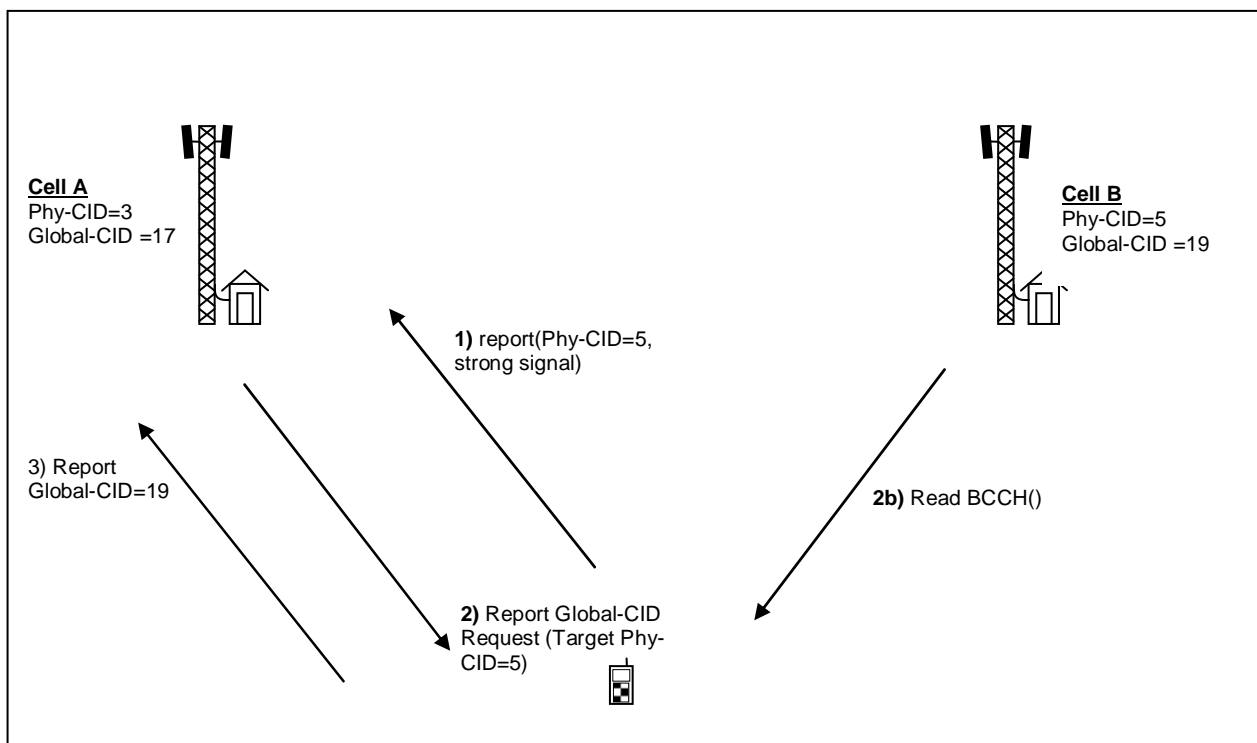 Cell A
Phy-CID=3
Global-CID =17
Cell B
Phy-CID=5
Global-CID =19
1) report(Phy-CID=5,
strong signal)
3) Report
Global-CID=19
2b) Read BCCH()
2) Report Global-CID
Request (Target Phy-
CID=5)